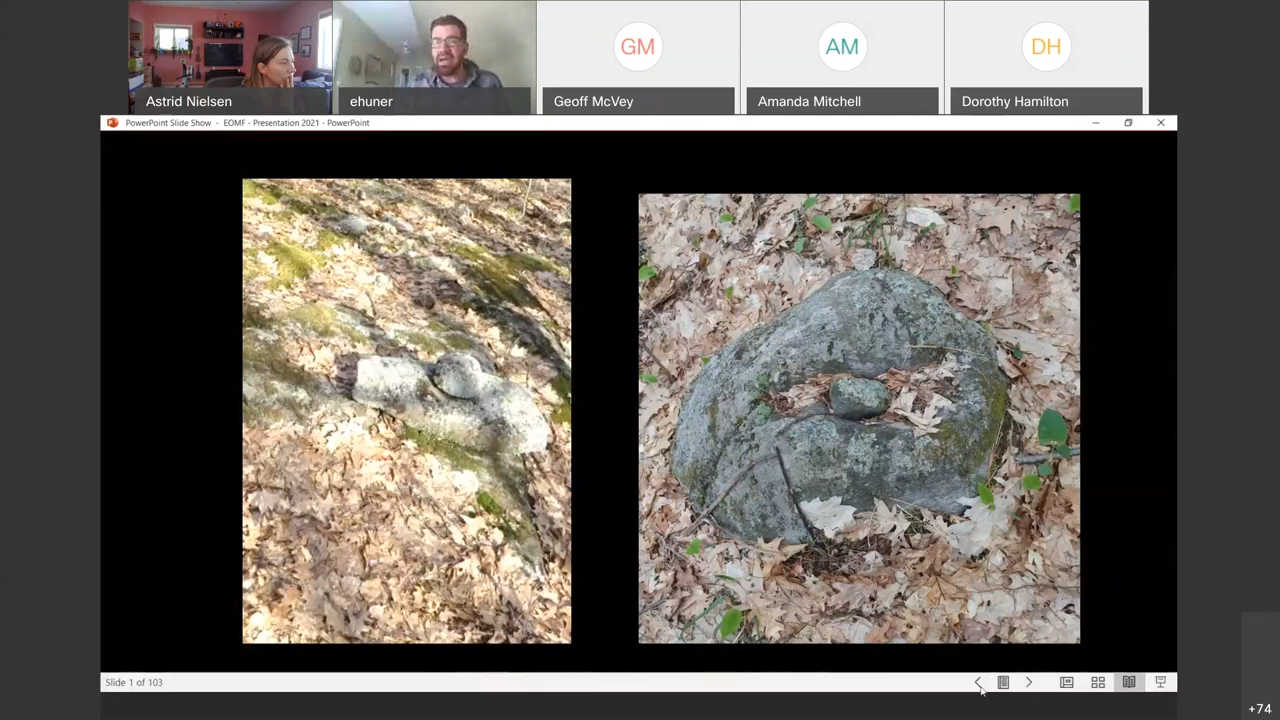 GM
AM
DH
Astrid Nielsen
ehuner
Geoff McVey
Amanda Mitchell
Dorothy Hamilton
PowerPoint Slide Show - EOMF - Presentation 2021 - PowerPoint
Slide 1 of 103
+74